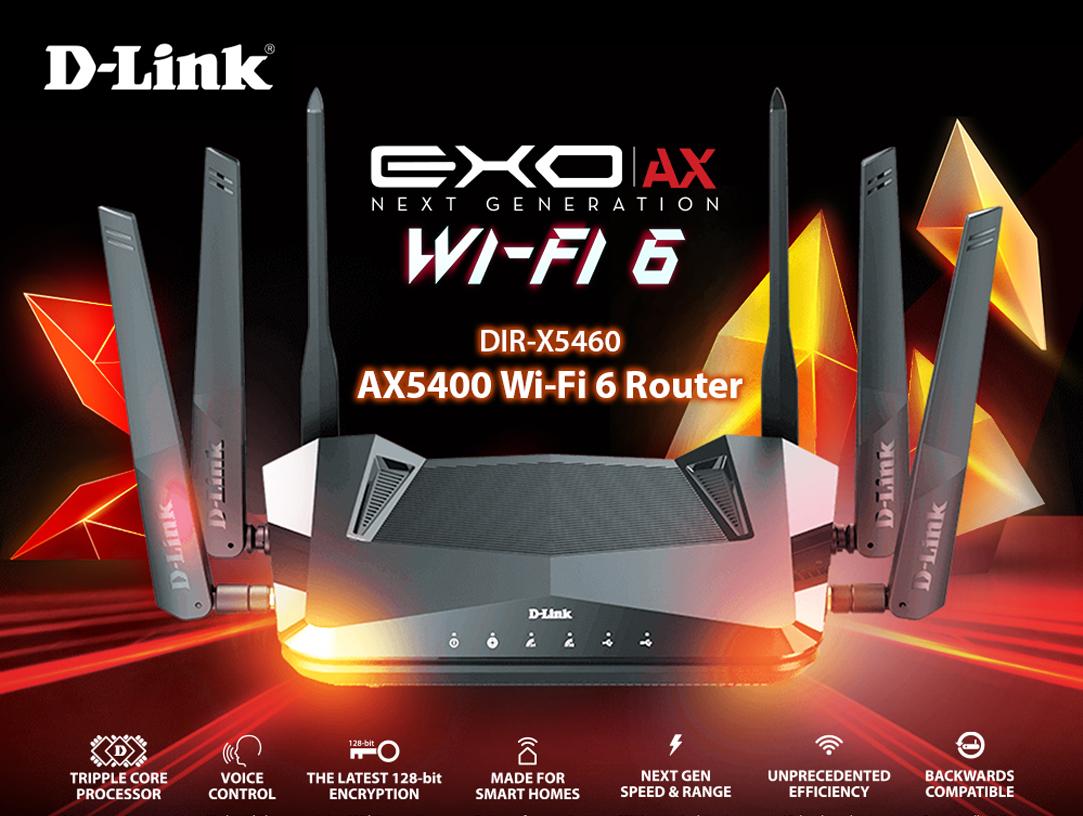 D-Link®
EXO AX
NEXT GENERATION
WI-FI 6
DIR-X5460
AX5400 Wi-Fi 6 Router
D-Link
D-Link
D-Link
D-Link
D-Link
128-bit
D
TRIPPLE CORE
PROCESSOR
VOICE
CONTROL
THE LATEST 128-bit
ENCRYPTION
MADE FOR
SMART HOMES
NEXT GEN
SPEED & RANGE
UNPRECEDENTED
EFFICIENCY
BACKWARDS
COMPATIBLE